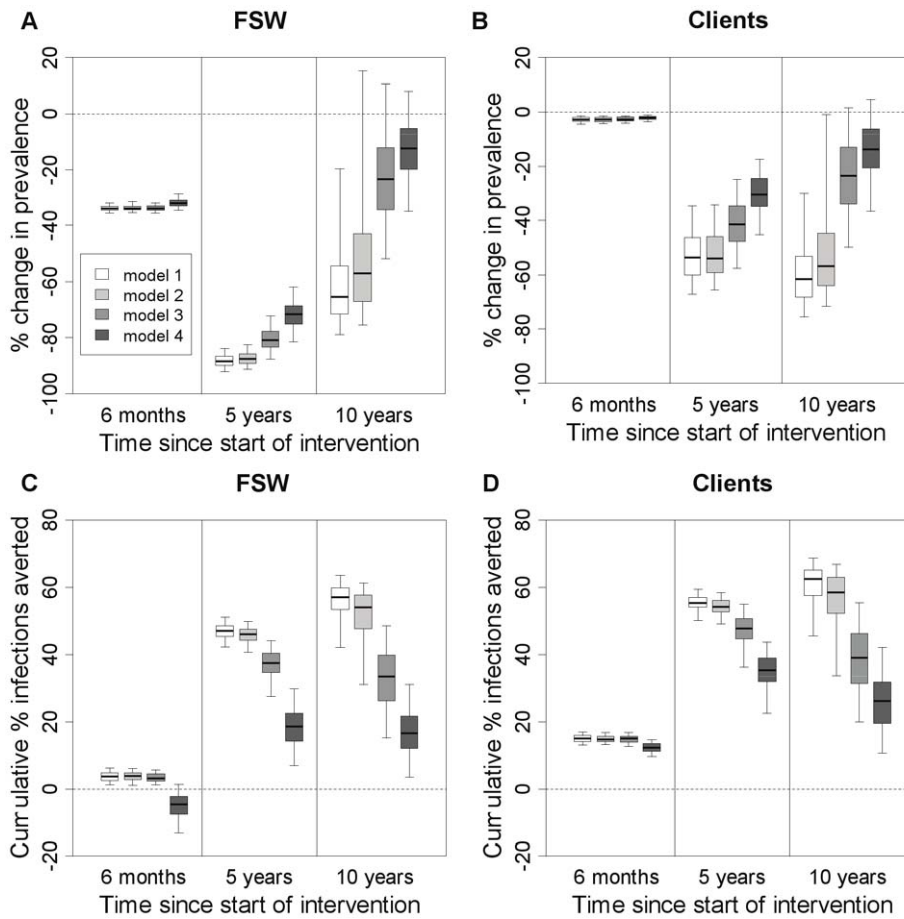 A
FSW
% change in prevalence
20
0
-20
-40
-60
-80
-100
model 1
model 2
model 3
model 4
6 months
5 years
10 years
Time since start of intervention
B
Clients
% change in prevalence
20
0
-20
-40
-60
-80
-100
6 months
5 years
10 years
Time since start of intervention
C
FSW
Cumulative % infections averted
80
60
40
20
0
-20
6 months
5 years
10 years
Time since start of intervention
D
Clients
Cumulative % infections averted
80
60
40
20
0
-20
6 months
5 years
10 years
Time since start of intervention